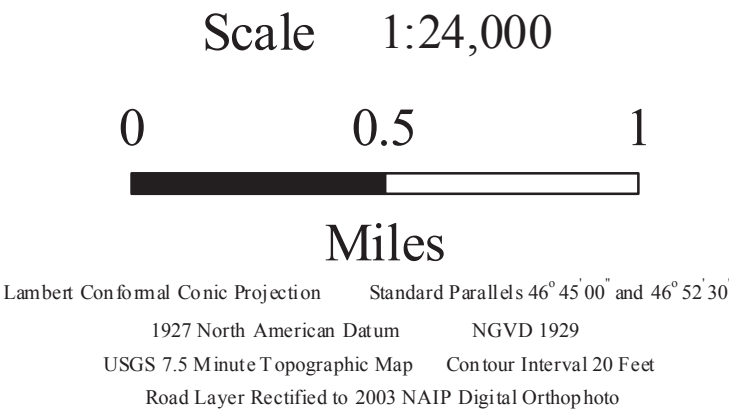 Scale 1:24,000
0 0.5 1
Miles
Lambert Conformal Conic Projection Standard Parallels 46° 45' 00" and 46° 52' 30"
1927 North American Datum NGVD 1929
USGS 7.5 Minute Topographic Map Contour Interval 20 Feet
Road Layer Rectified to 2003 NAIP Digital Orthophoto